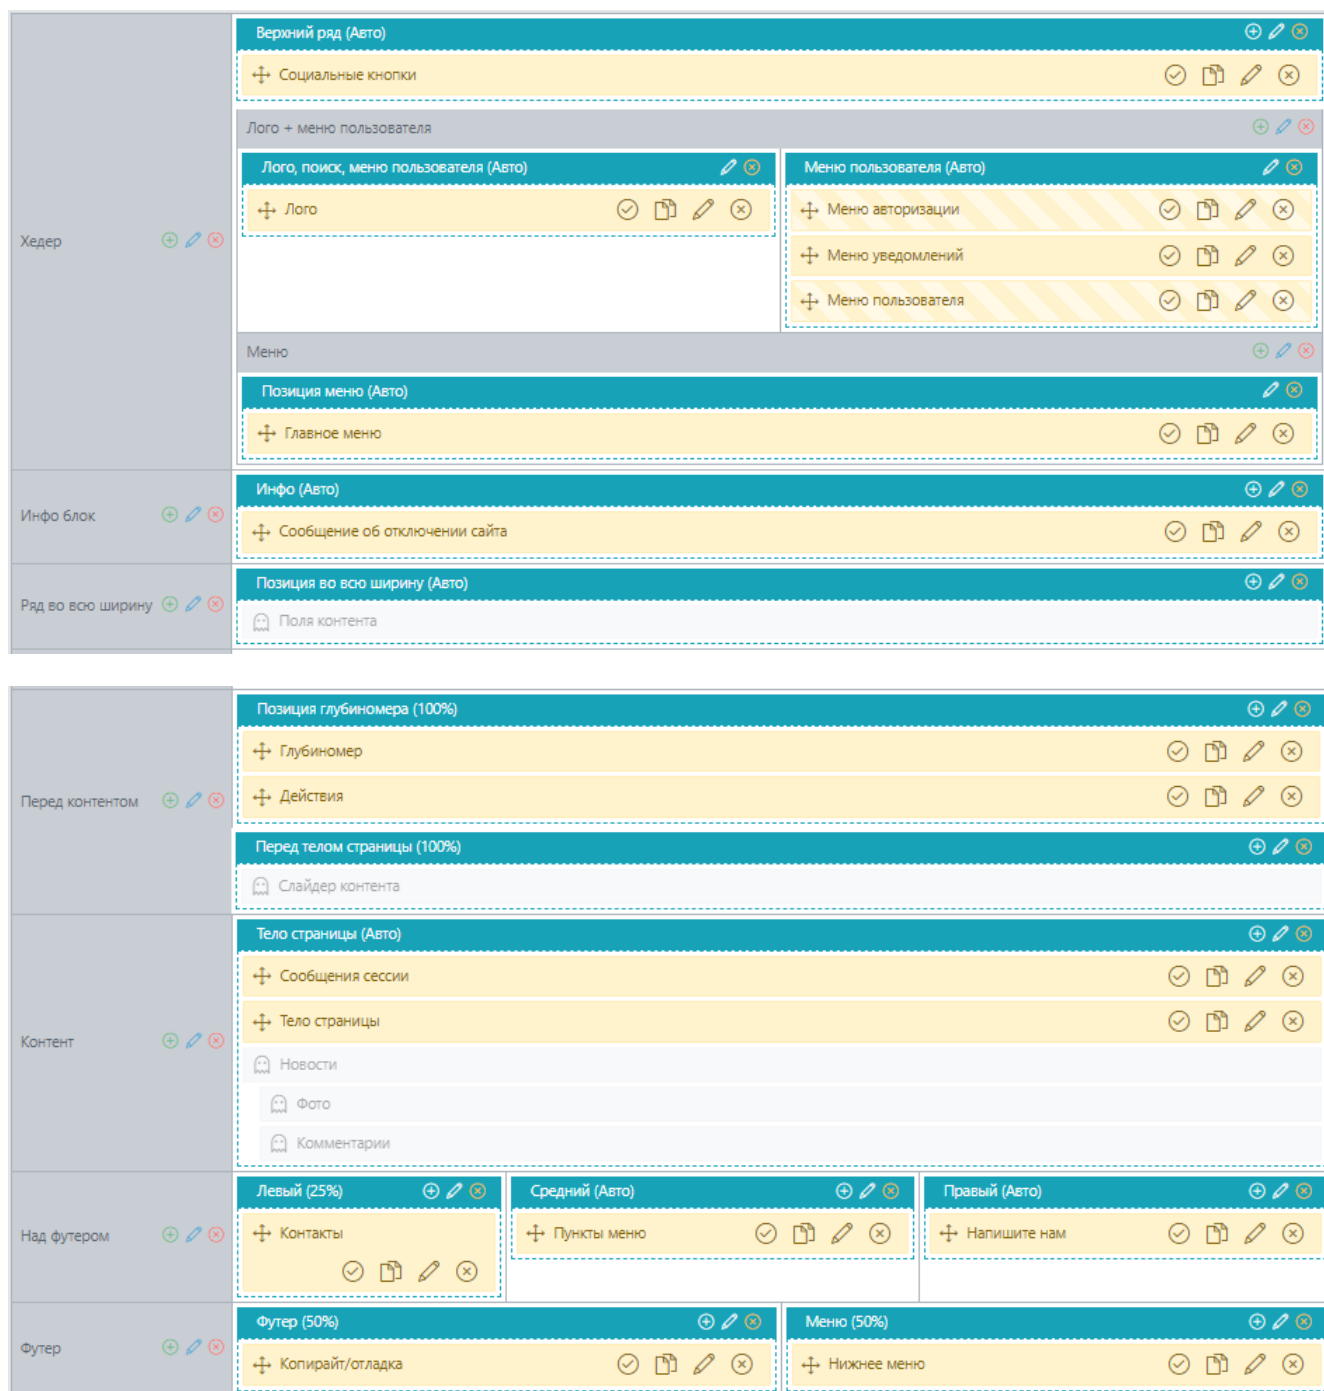 Верхний ряд (Авто)
Социальные кнопки
Лого + меню пользователя
Лого, поиск, меню пользователя (Авто)
Меню пользователя (Авто)
Лого
Меню авторизации
Хедер
Меню уведомлений
Меню пользователя
Меню
Позиция меню (Авто)
Главное меню
Инфо (Авто)
Инфо блок
Сообщение об отключении сайта
Позиция во всю ширину (Авто)
Ряд во всю ширину
Поля контента
Позиция глубиномера (100%)
Глубиномер
Перед контентом
Действия
Перед телом страницы (100%)
Слайдер контента
Тело страницы (Авто)
Сообщения сессии
Тело страницы
Контент
Новости
Фото
Комментарии
Левый (25%)
Средний (Авто)
Правый (Авто)
Над футером
Контакты
Пункты меню
Напишите нам
Футер (50%)
Меню (50%)
Футер
Копирайт/отладка
Нижнее меню